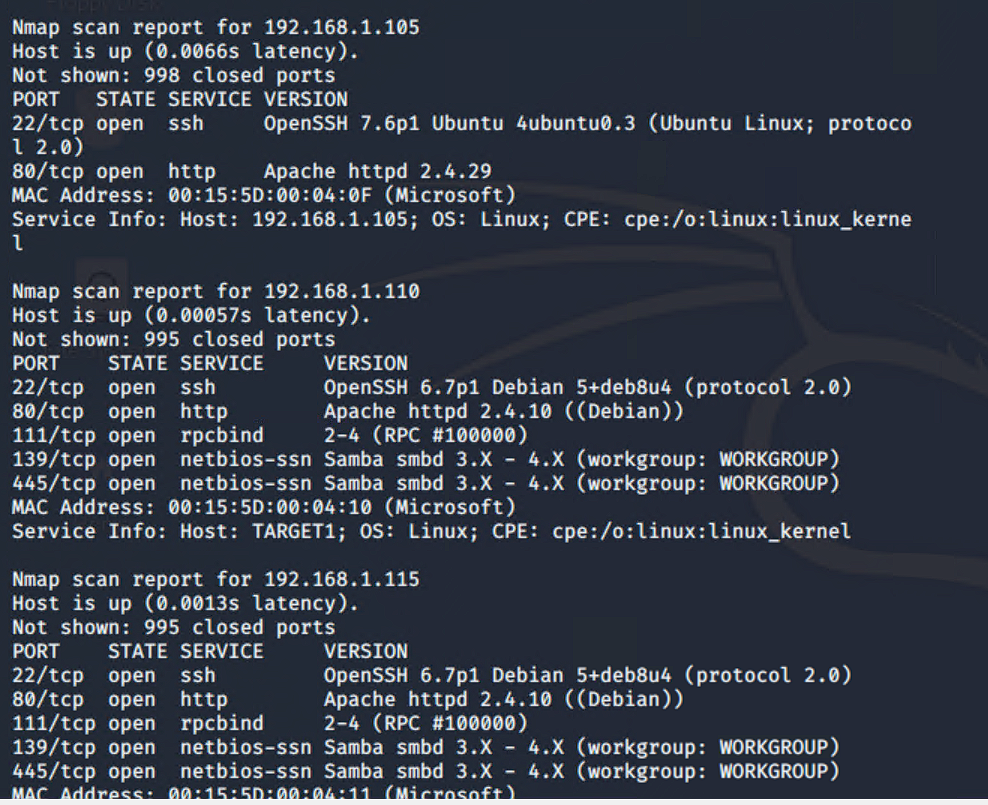 Nmap scan report for 192.168.1.105
Host is up (0.0066s latency).
Not shown: 998 closed ports
PORT   STATE SERVICE VERSION
22/tcp open  ssh     OpenSSH 7.6p1 Ubuntu 4ubuntu0.3 (Ubuntu Linux; protoco
l 2.0)
80/tcp open  http    Apache httpd 2.4.29
MAC Address: 00:15:5D:00:04:0F (Microsoft)
Service Info: Host: 192.168.1.105; OS: Linux; CPE: cpe:/o:linux:linux_kerne
l
Nmap scan report for 192.168.1.110
Host is up (0.00057s latency).
Not shown: 995 closed ports
PORT    STATE SERVICE     VERSION
22/tcp  open  ssh         OpenSSH 6.7p1 Debian 5+deb8u4 (protocol 2.0)
80/tcp  open  http        Apache httpd 2.4.10 ((Debian))
111/tcp open  rpcbind     2-4 (RPC #100000)
139/tcp open  netbios-ssn Samba smbd 3.X - 4.X (workgroup: WORKGROUP)
445/tcp open  netbios-ssn Samba smbd 3.X - 4.X (workgroup: WORKGROUP)
MAC Address: 00:15:5D:00:04:10 (Microsoft)
Service Info: Host: TARGET1; OS: Linux; CPE: cpe:/o:linux:linux_kernel
Nmap scan report for 192.168.1.115
Host is up (0.0013s latency).
Not shown: 995 closed ports
PORT    STATE SERVICE     VERSION
22/tcp  open  ssh         OpenSSH 6.7p1 Debian 5+deb8u4 (protocol 2.0)
80/tcp  open  http        Apache httpd 2.4.10 ((Debian))
111/tcp open  rpcbind     2-4 (RPC #100000)
139/tcp open  netbios-ssn Samba smbd 3.X - 4.X (workgroup: WORKGROUP)
445/tcp open  netbios-ssn Samba smbd 3.X - 4.X (workgroup: WORKGROUP)
MAC Address: 00:15:5D:00:04:11 (Microsoft)